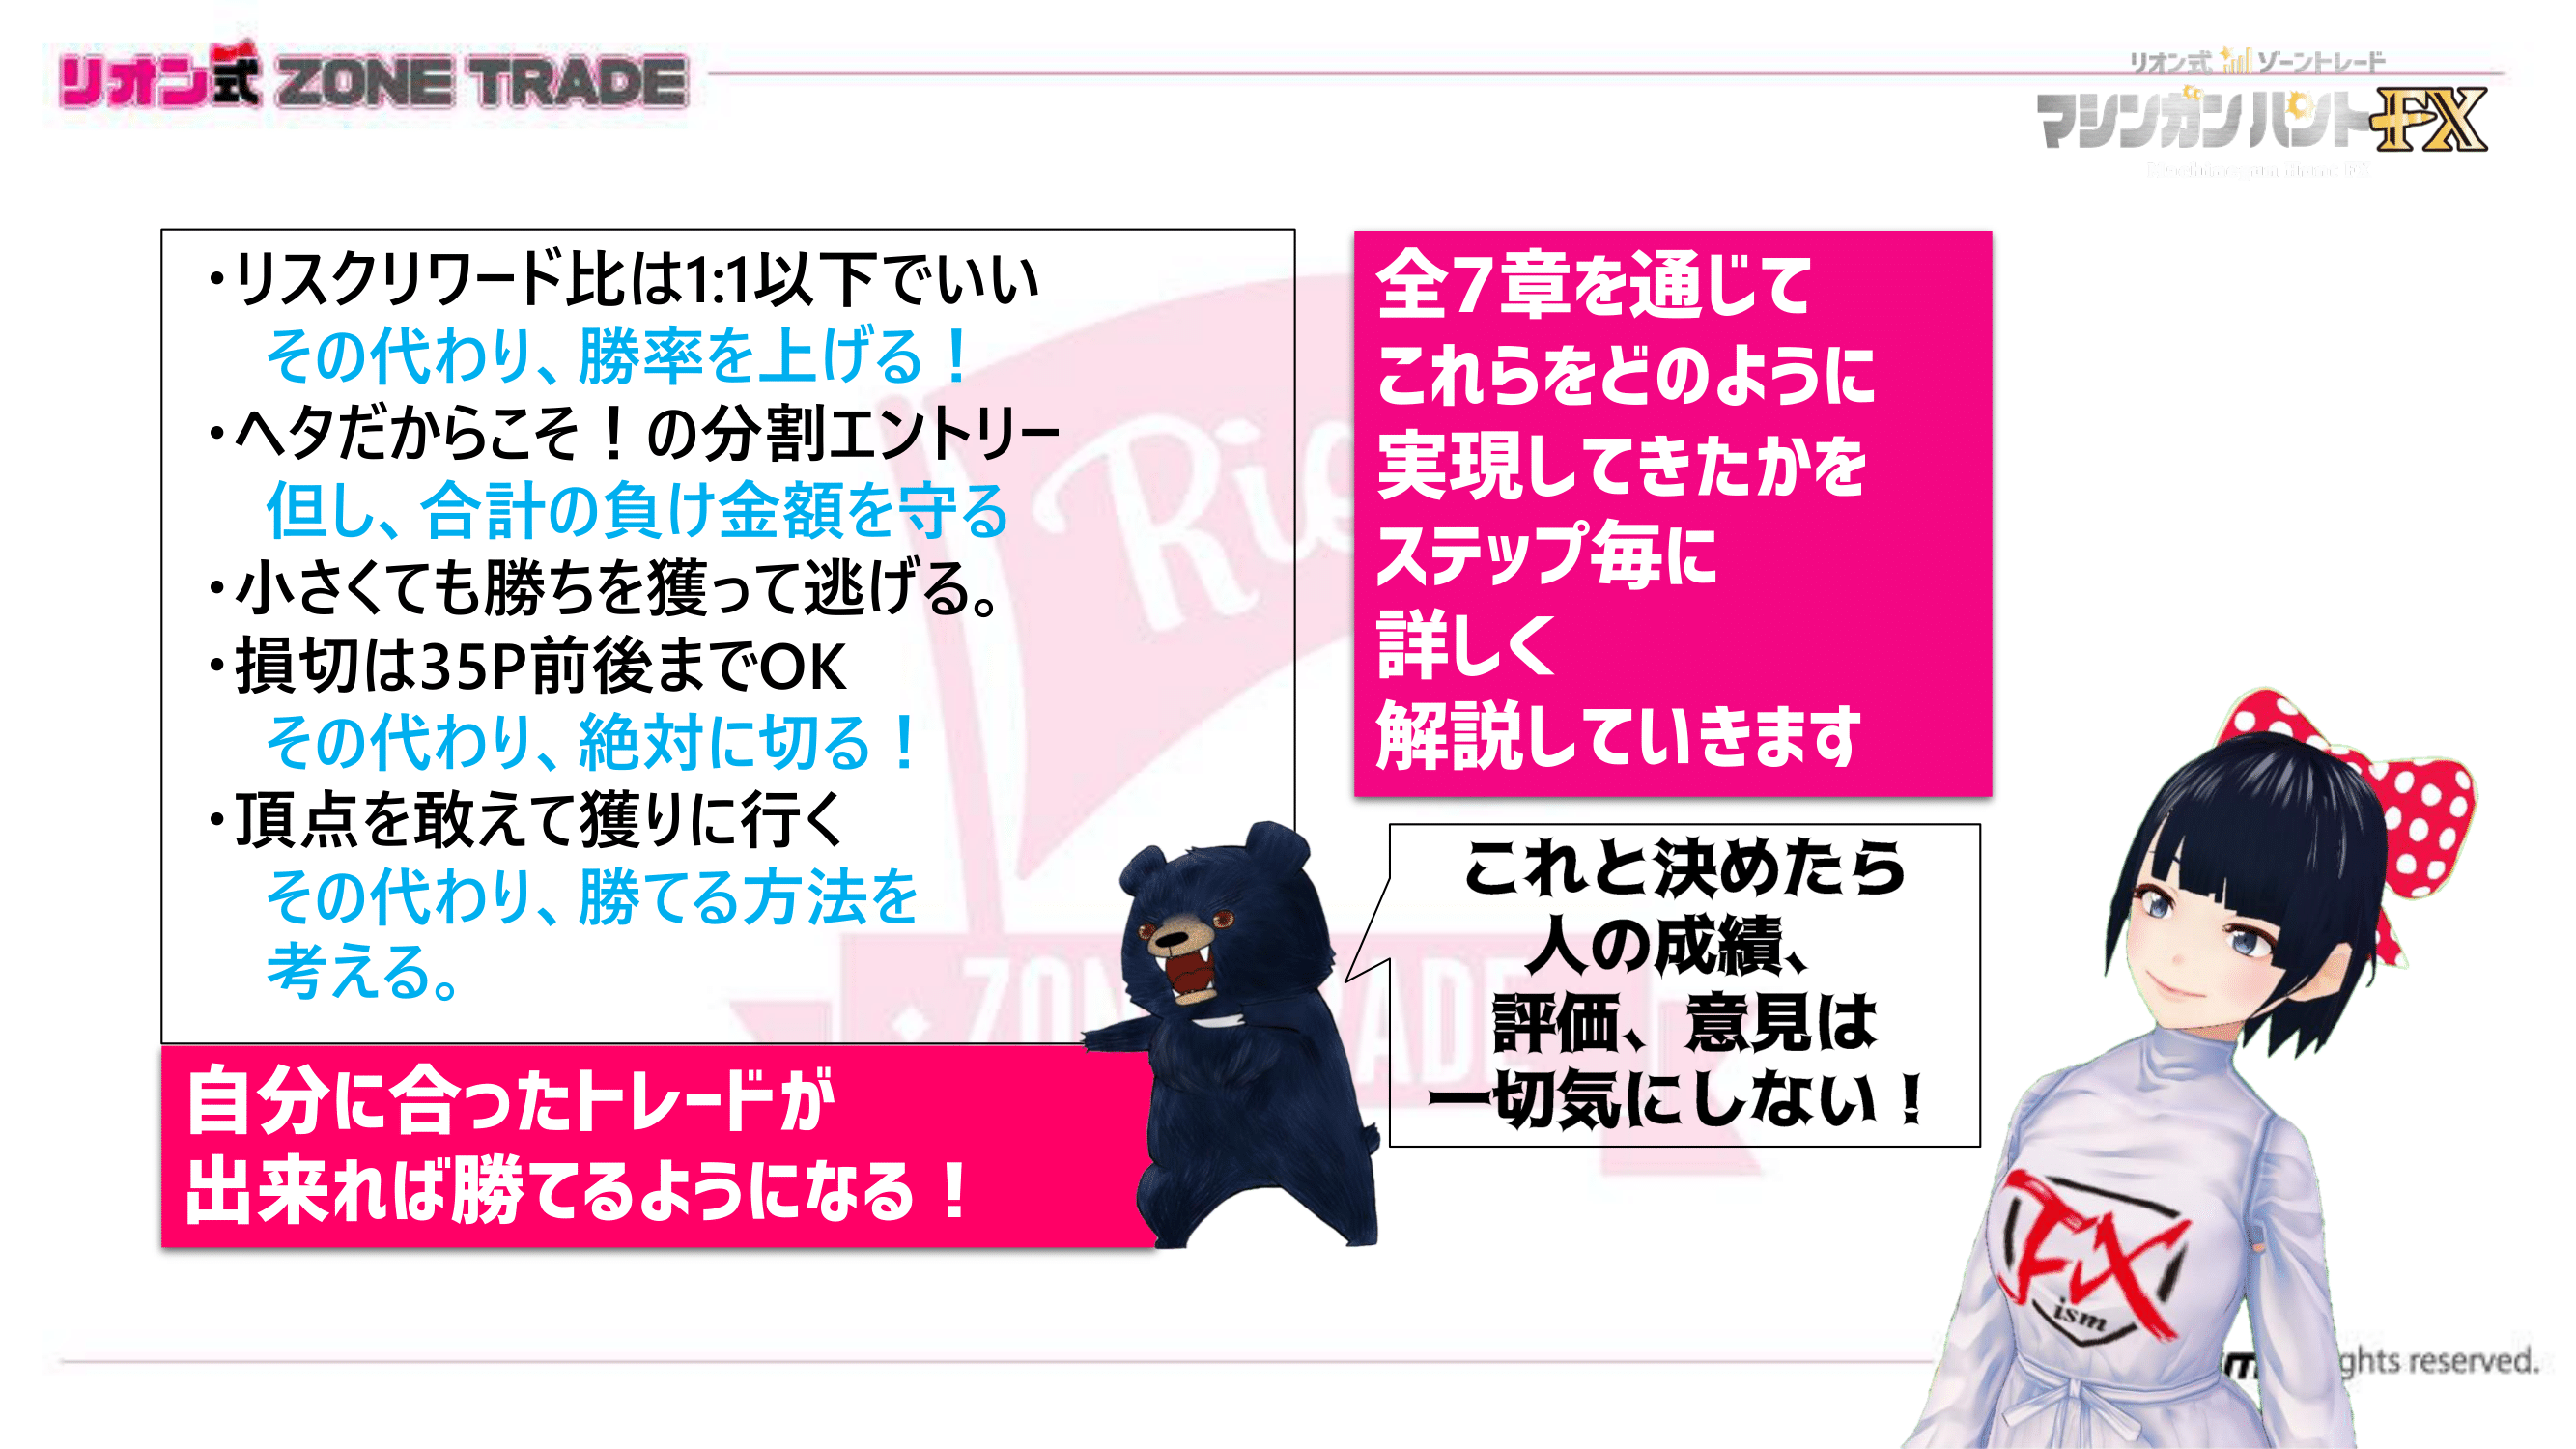 リオン式 ZONE TRADE
リオン式 ゾーントレード
マシンガンハントFX
・リスクリワード比は1:1以下でいい
その代わり、勝率を上げる！
・ヘタだからこそ！の分割エントリー
但し、合計の負け金額を守る
・小さくても勝ちを獲って逃げる。
・損切は35P前後までOK
その代わり、絶対に切る！
・頂点を敢えて獲りに行く
その代わり、勝てる方法を
考える。
自分に合ったトレードが
出来れば勝てるようになる！
全7章を通じて
これらをどのように
実現してきたかを
ステップ毎に
詳しく
解説していきます
これと決めたら
人の成績、
評価、意見は
一切気にしない！
FX
ism
reserved.